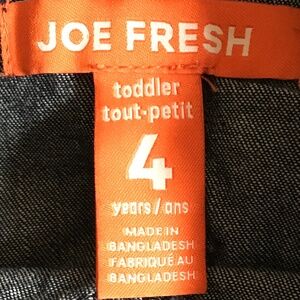 JOE FRESH
toddler
tout-petit
4
years/ans
MADE IN
BANGLADESH
FABRIQUÉ AU
BANGLADESH